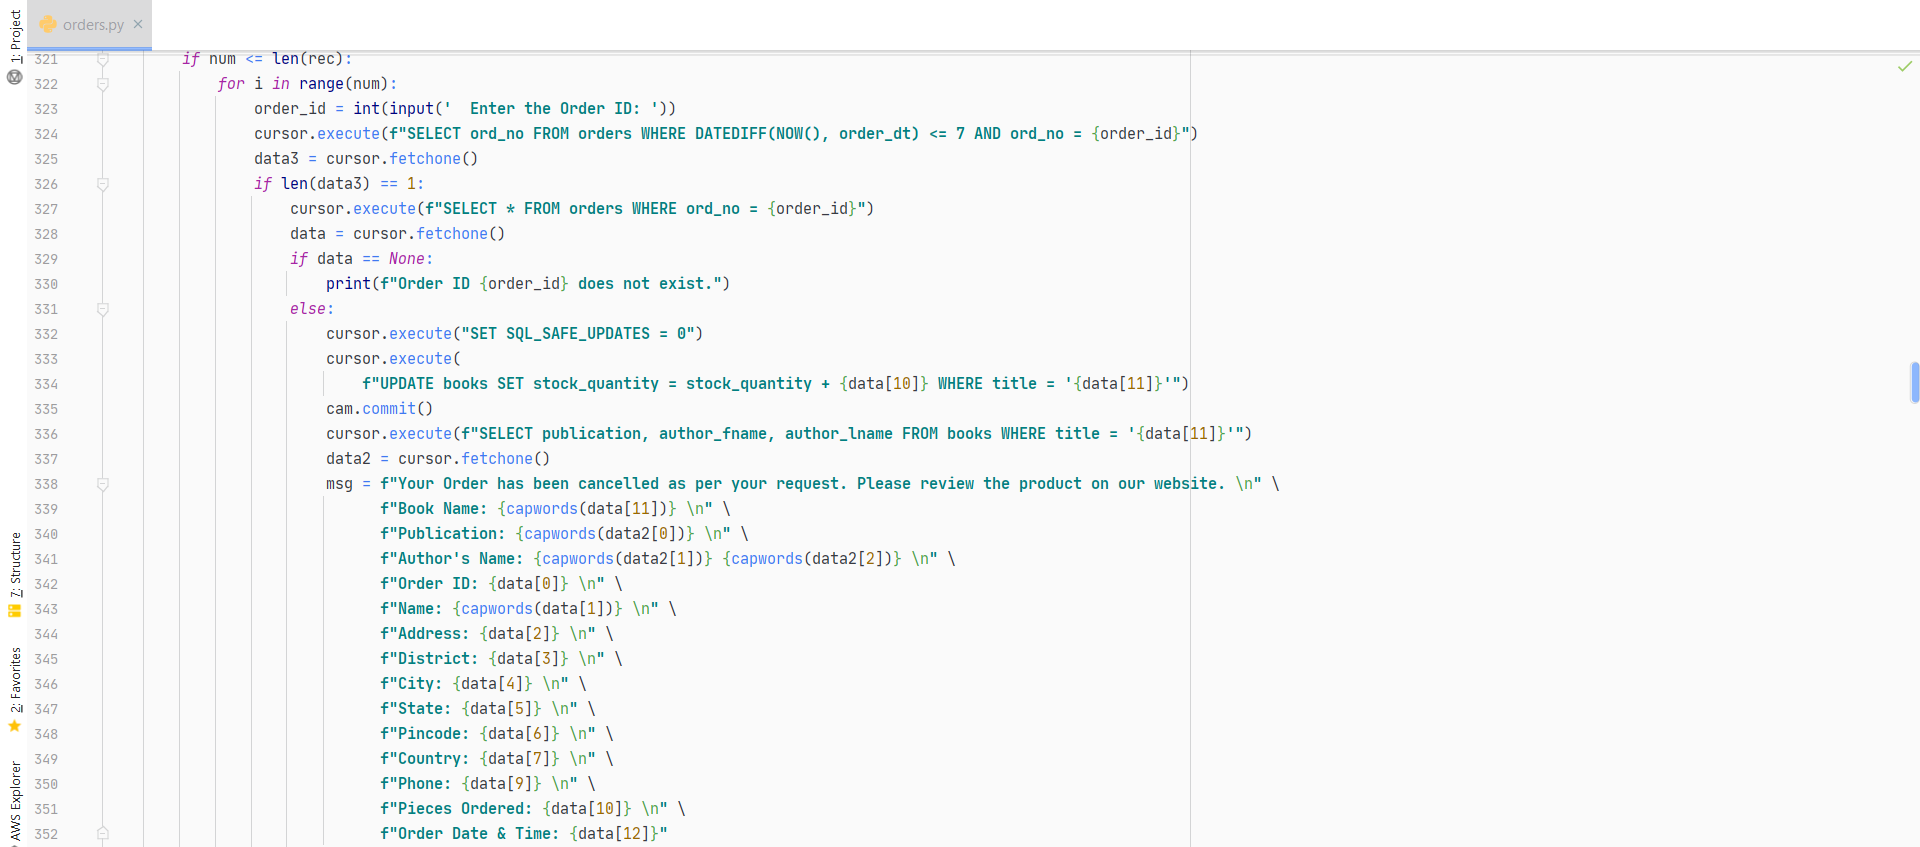 orders.py
1: Project
7: Structure
2: Favorites
AWS Explorer
321 if num <= len(rec):
322 for i in range(num):
323 order_id = int(input('  Enter the Order ID: '))
324 cursor.execute(f"SELECT ord_no FROM orders WHERE DATEDIFF(NOW(), order_dt) <= 7 AND ord_no = {order_id}")
325 data3 = cursor.fetchone()
326 if len(data3) == 1:
327 cursor.execute(f"SELECT * FROM orders WHERE ord_no = {order_id}")
328 data = cursor.fetchone()
329 if data == None:
330 print(f"Order ID {order_id} does not exist.")
331 else:
332 cursor.execute("SET SQL_SAFE_UPDATES = 0")
333 cursor.execute(
334 f"UPDATE books SET stock_quantity = stock_quantity + {data[10]} WHERE title = '{data[11]}'")
335 cam.commit()
336 cursor.execute(f"SELECT publication, author_fname, author_lname FROM books WHERE title = '{data[11]}'")
337 data2 = cursor.fetchone()
338 msg = f"Your Order has been cancelled as per your request. Please review the product on our website. \n" \
339 f"Book Name: {capwords(data[11])} \n" \
340 f"Publication: {capwords(data2[0])} \n" \
341 f"Author's Name: {capwords(data2[1])} {capwords(data2[2])} \n" \
342 f"Order ID: {data[0]} \n" \
343 f"Name: {capwords(data[1])} \n" \
344 f"Address: {data[2]} \n" \
345 f"District: {data[3]} \n" \
346 f"City: {data[4]} \n" \
347 f"State: {data[5]} \n" \
348 f"Pincode: {data[6]} \n" \
349 f"Country: {data[7]} \n" \
350 f"Phone: {data[9]} \n" \
351 f"Pieces Ordered: {data[10]} \n" \
352 f"Order Date & Time: {data[12]}"